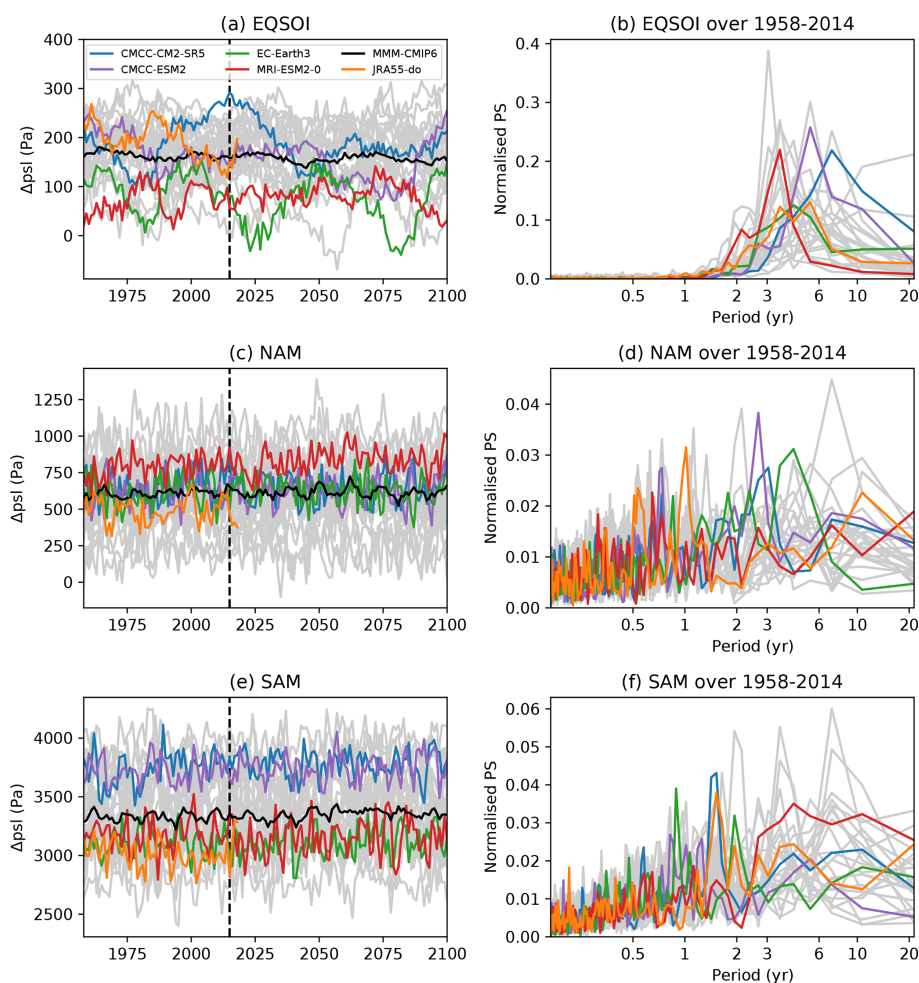 (a) EQSOI
400
300
200
100
0
Δpsl (Pa)
CMCC-CM2-SR5
CMCC-ESM2
EC-Earth3
MRI-ESM2-0
MMM-CMIP6
JRA55-do
1975 2000 2025 2050 2075 2100
(b) EQSOI over 1958-2014
0.4
0.3
0.2
0.1
0.0
Normalised PS
0.5 1 2 3 6 10 20
Period (yr)
(c) NAM
1250
1000
750
500
250
0
Δpsl (Pa)
1975 2000 2025 2050 2075 2100
(d) NAM over 1958-2014
0.04
0.03
0.02
0.01
0.00
Normalised PS
0.5 1 2 3 6 10 20
Period (yr)
(e) SAM
4000
3500
3000
2500
Δpsl (Pa)
1975 2000 2025 2050 2075 2100
(f) SAM over 1958-2014
0.06
0.05
0.04
0.03
0.02
0.01
0.00
Normalised PS
0.5 1 2 3 6 10 20
Period (yr)